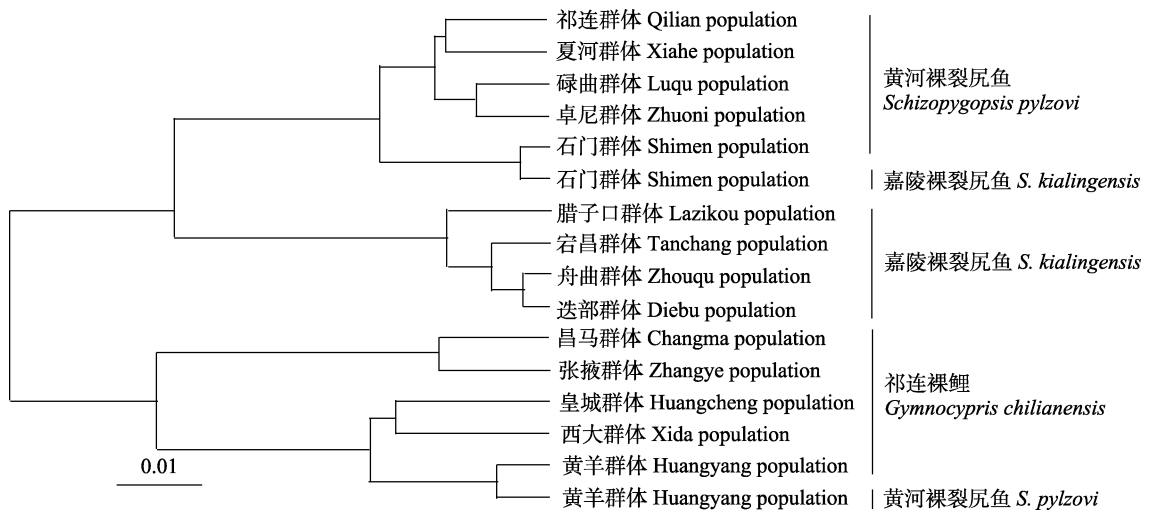 祁连群体 Qilian population
夏河群体 Xiahe population
碌曲群体 Luqu population
卓尼群体 Zhuoni population
石门群体 Shimen population
黄河裸裂尻鱼
Schizopygopsis pylzovi
石门群体 Shimen population
嘉陵裸裂尻鱼 S. kialingensis
腊子口群体 Lazikou population
宕昌群体 Tanchang population
舟曲群体 Zhouqu population
迭部群体 Diebu population
嘉陵裸裂尻鱼 S. kialingensis
昌马群体 Changma population
张掖群体 Zhangye population
皇城群体 Huangcheng population
西大群体 Xida population
黄羊群体 Huangyang population
祁连裸鲤
Gymnocypris chilianensis
黄羊群体 Huangyang population
黄河裸裂尻鱼 S. pylzovi
0.01